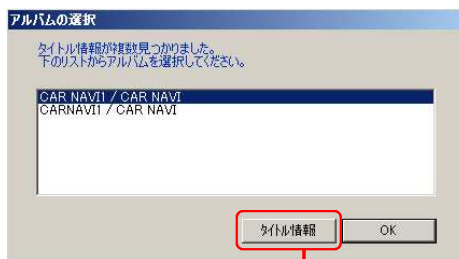 アルバムの選択
タイトル情報が複数見つかりました。
下のリストからアルバムを選択してください。
CAR NAVI1 / CAR NAVI
CARNAVI1 / CAR NAVI
タイトル情報
OK